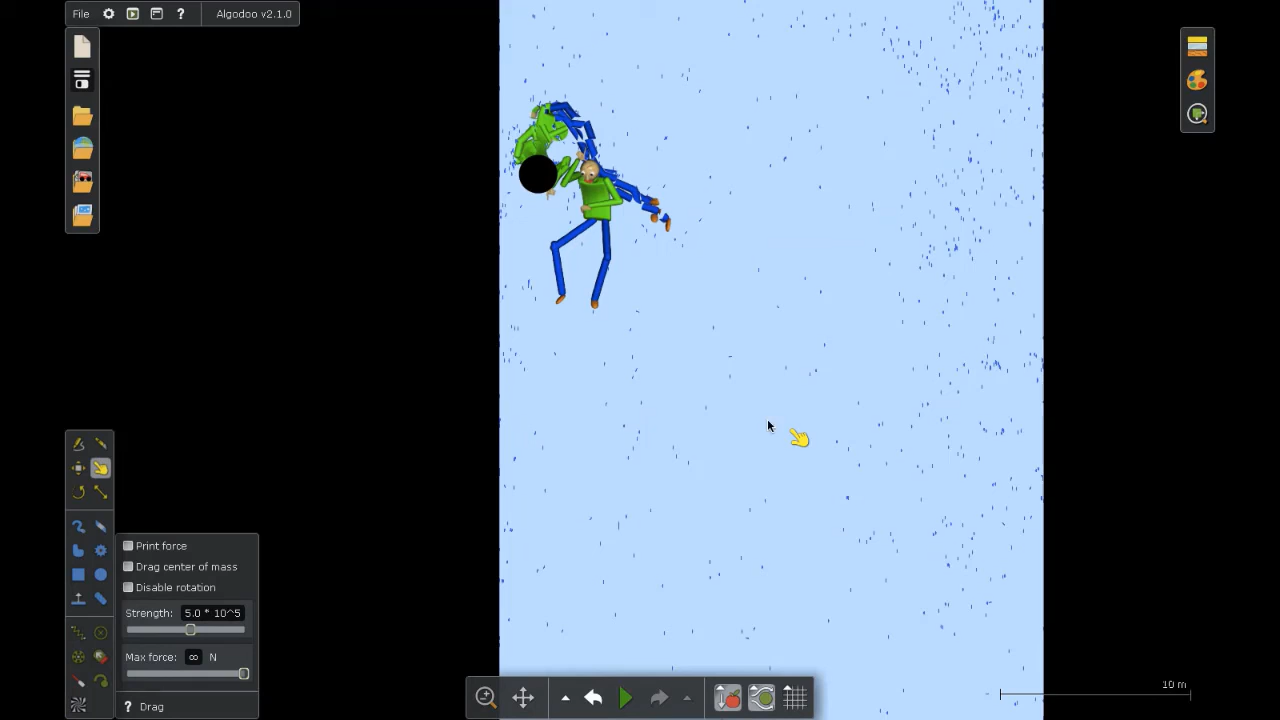 File ? Algodoo v2.1.0
Print force
Drag center of mass
Disable rotation
Strength: 5.0 * 10^5
Max force: ∞ N
? Drag
10 m